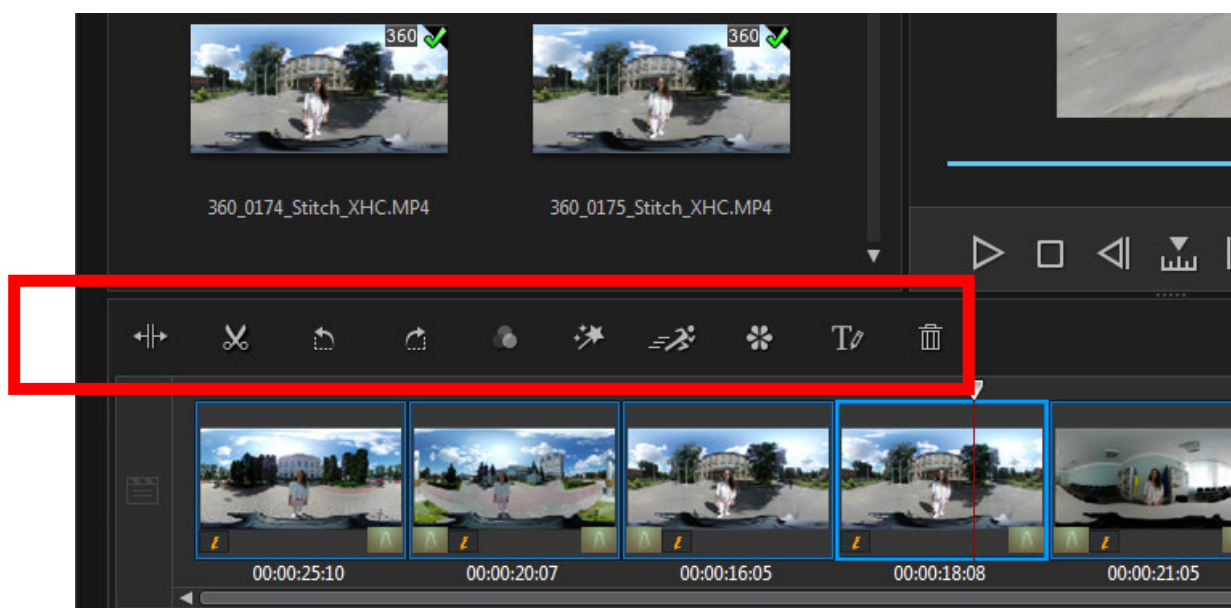 360 360
360_0174_Stitch_XHC.MP4 360_0175_Stitch_XHC.MP4
T
i A A i A A i i A A i
00:00:25:10 00:00:20:07 00:00:16:05 00:00:18:08 00:00:21:05